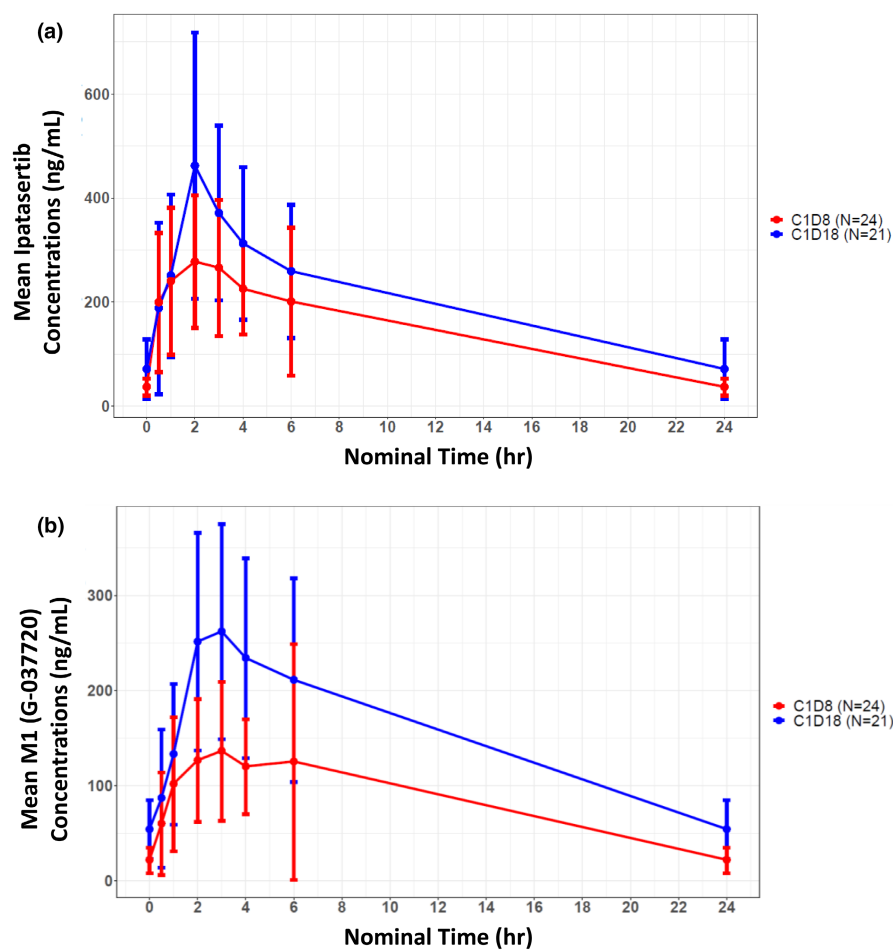 (a)
Mean Ipatasertib
Concentrations (ng/mL)
600
400
200
0
0 2 4 6 8 10 12 14 16 18 20 22 24
Nominal Time (hr)
C1D8 (N=24)
C1D18 (N=21)
(b)
Mean M1 (G-037720)
Concentrations (ng/mL)
300
200
100
0
0 2 4 6 8 10 12 14 16 18 20 22 24
Nominal Time (hr)
C1D8 (N=24)
C1D18 (N=21)